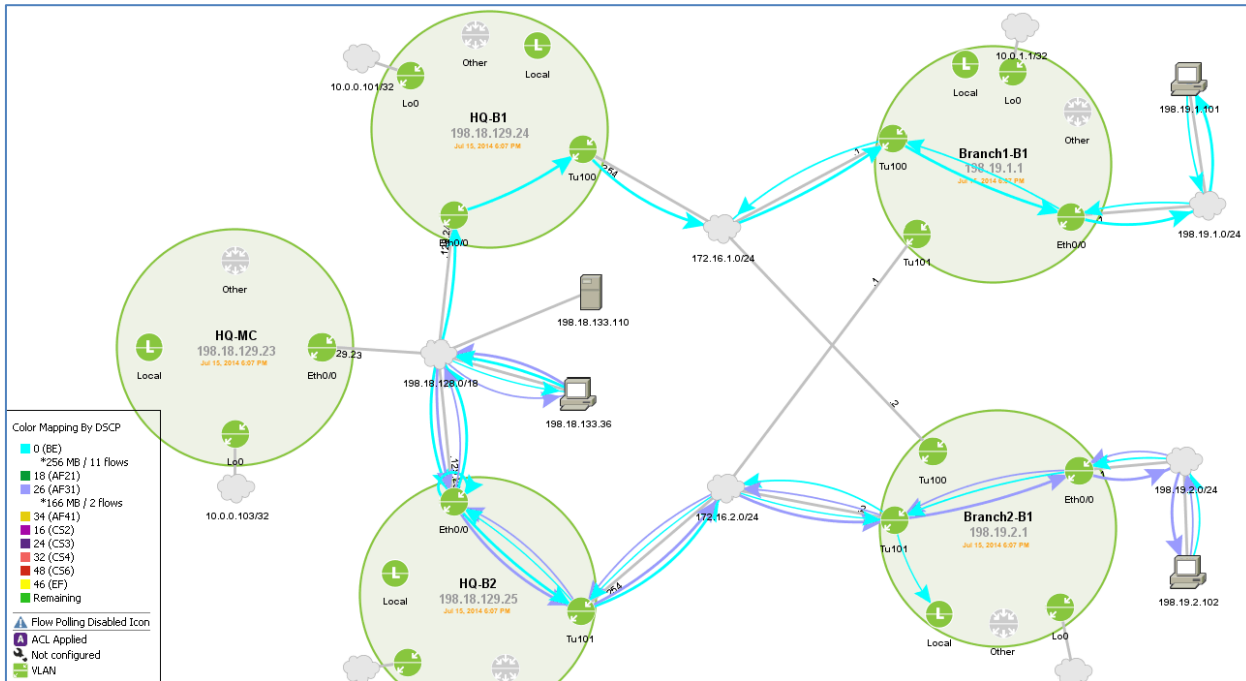 Other
Local
10.0.0.101/32
Lo0
HQ-B1
198.18.129.24
Jul 15, 2014 6:07 PM
Tu100
.254
Eth0/0
10.0.1.1/32
Local
Lo0
Other
Tu100
.1
Branch1-B1
198.19.1.1
Eth0/0
Tu101
.1
198.19.1.101
198.19.1.0/24
172.16.1.0/24
Other
HQ-MC
198.18.129.23
Jul 15, 2014 6:07 PM
Local
Eth0/0
29.23
Lo0
10.0.0.103/32
198.18.133.110
198.18.128.0/18
198.18.133.36
Color Mapping By DSCP
0 (BE)
*256 MB / 11 flows
18 (AF21)
26 (AF31)
*166 MB / 2 flows
34 (AF41)
16 (CS2)
24 (CS3)
32 (CS4)
48 (CS6)
46 (EF)
Remaining
Flow Polling Disabled Icon
A ACL Applied
Not configured
VLAN
Eth0/0
Local
HQ-B2
198.18.129.25
Jul 15, 2014 6:07 PM
Tu101
.254
172.16.2.0/24
.2
.2
Tu100
Tu101
Eth0/0
Branch2-B1
198.19.2.1
Jul 15, 2014 6:07 PM
Local
Other
Lo0
198.19.2.0/24
198.19.2.102